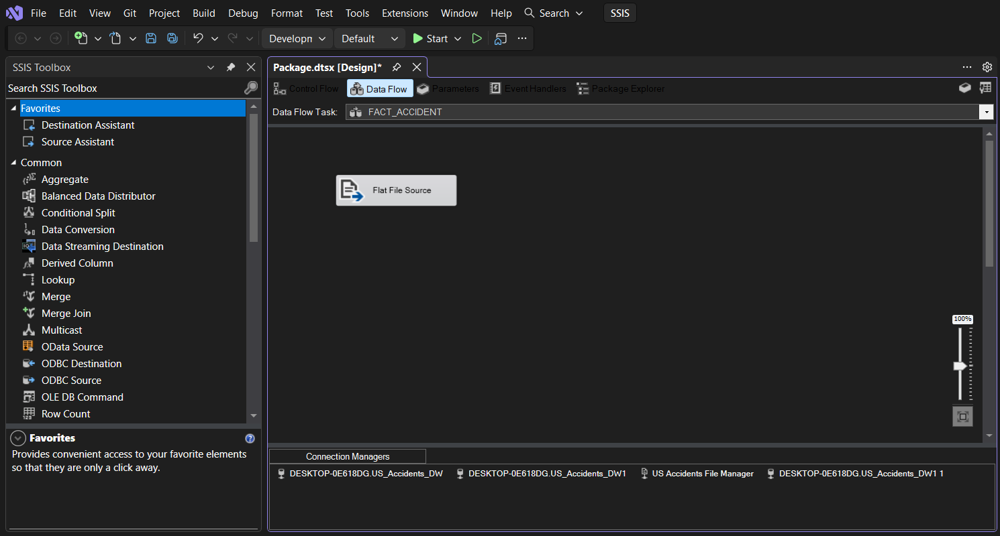 File Edit View Git Project Build Debug Format Test Tools Extensions Window Help Search SSIS
Developn Default Start
SSIS Toolbox
Search SSIS Toolbox
Favorites
Destination Assistant
Source Assistant
Common
Aggregate
Balanced Data Distributor
Conditional Split
Data Conversion
Data Streaming Destination
Derived Column
Lookup
Merge
Merge Join
Multicast
OData Source
ODBC Destination
ODBC Source
OLE DB Command
Row Count
Favorites
Provides convenient access to your favorite elements
so that they are only a click away.
Package.dtsx [Design]*
Control Flow Data Flow Parameters Event Handlers Package Explorer
Data Flow Task: FACT_ACCIDENT
Flat File Source
100%
Connection Managers
DESKTOP-0E618DG.US_Accidents_DW DESKTOP-0E618DG.US_Accidents_DW1 US Accidents File Manager DESKTOP-0E618DG.US_Accidents_DW1 1